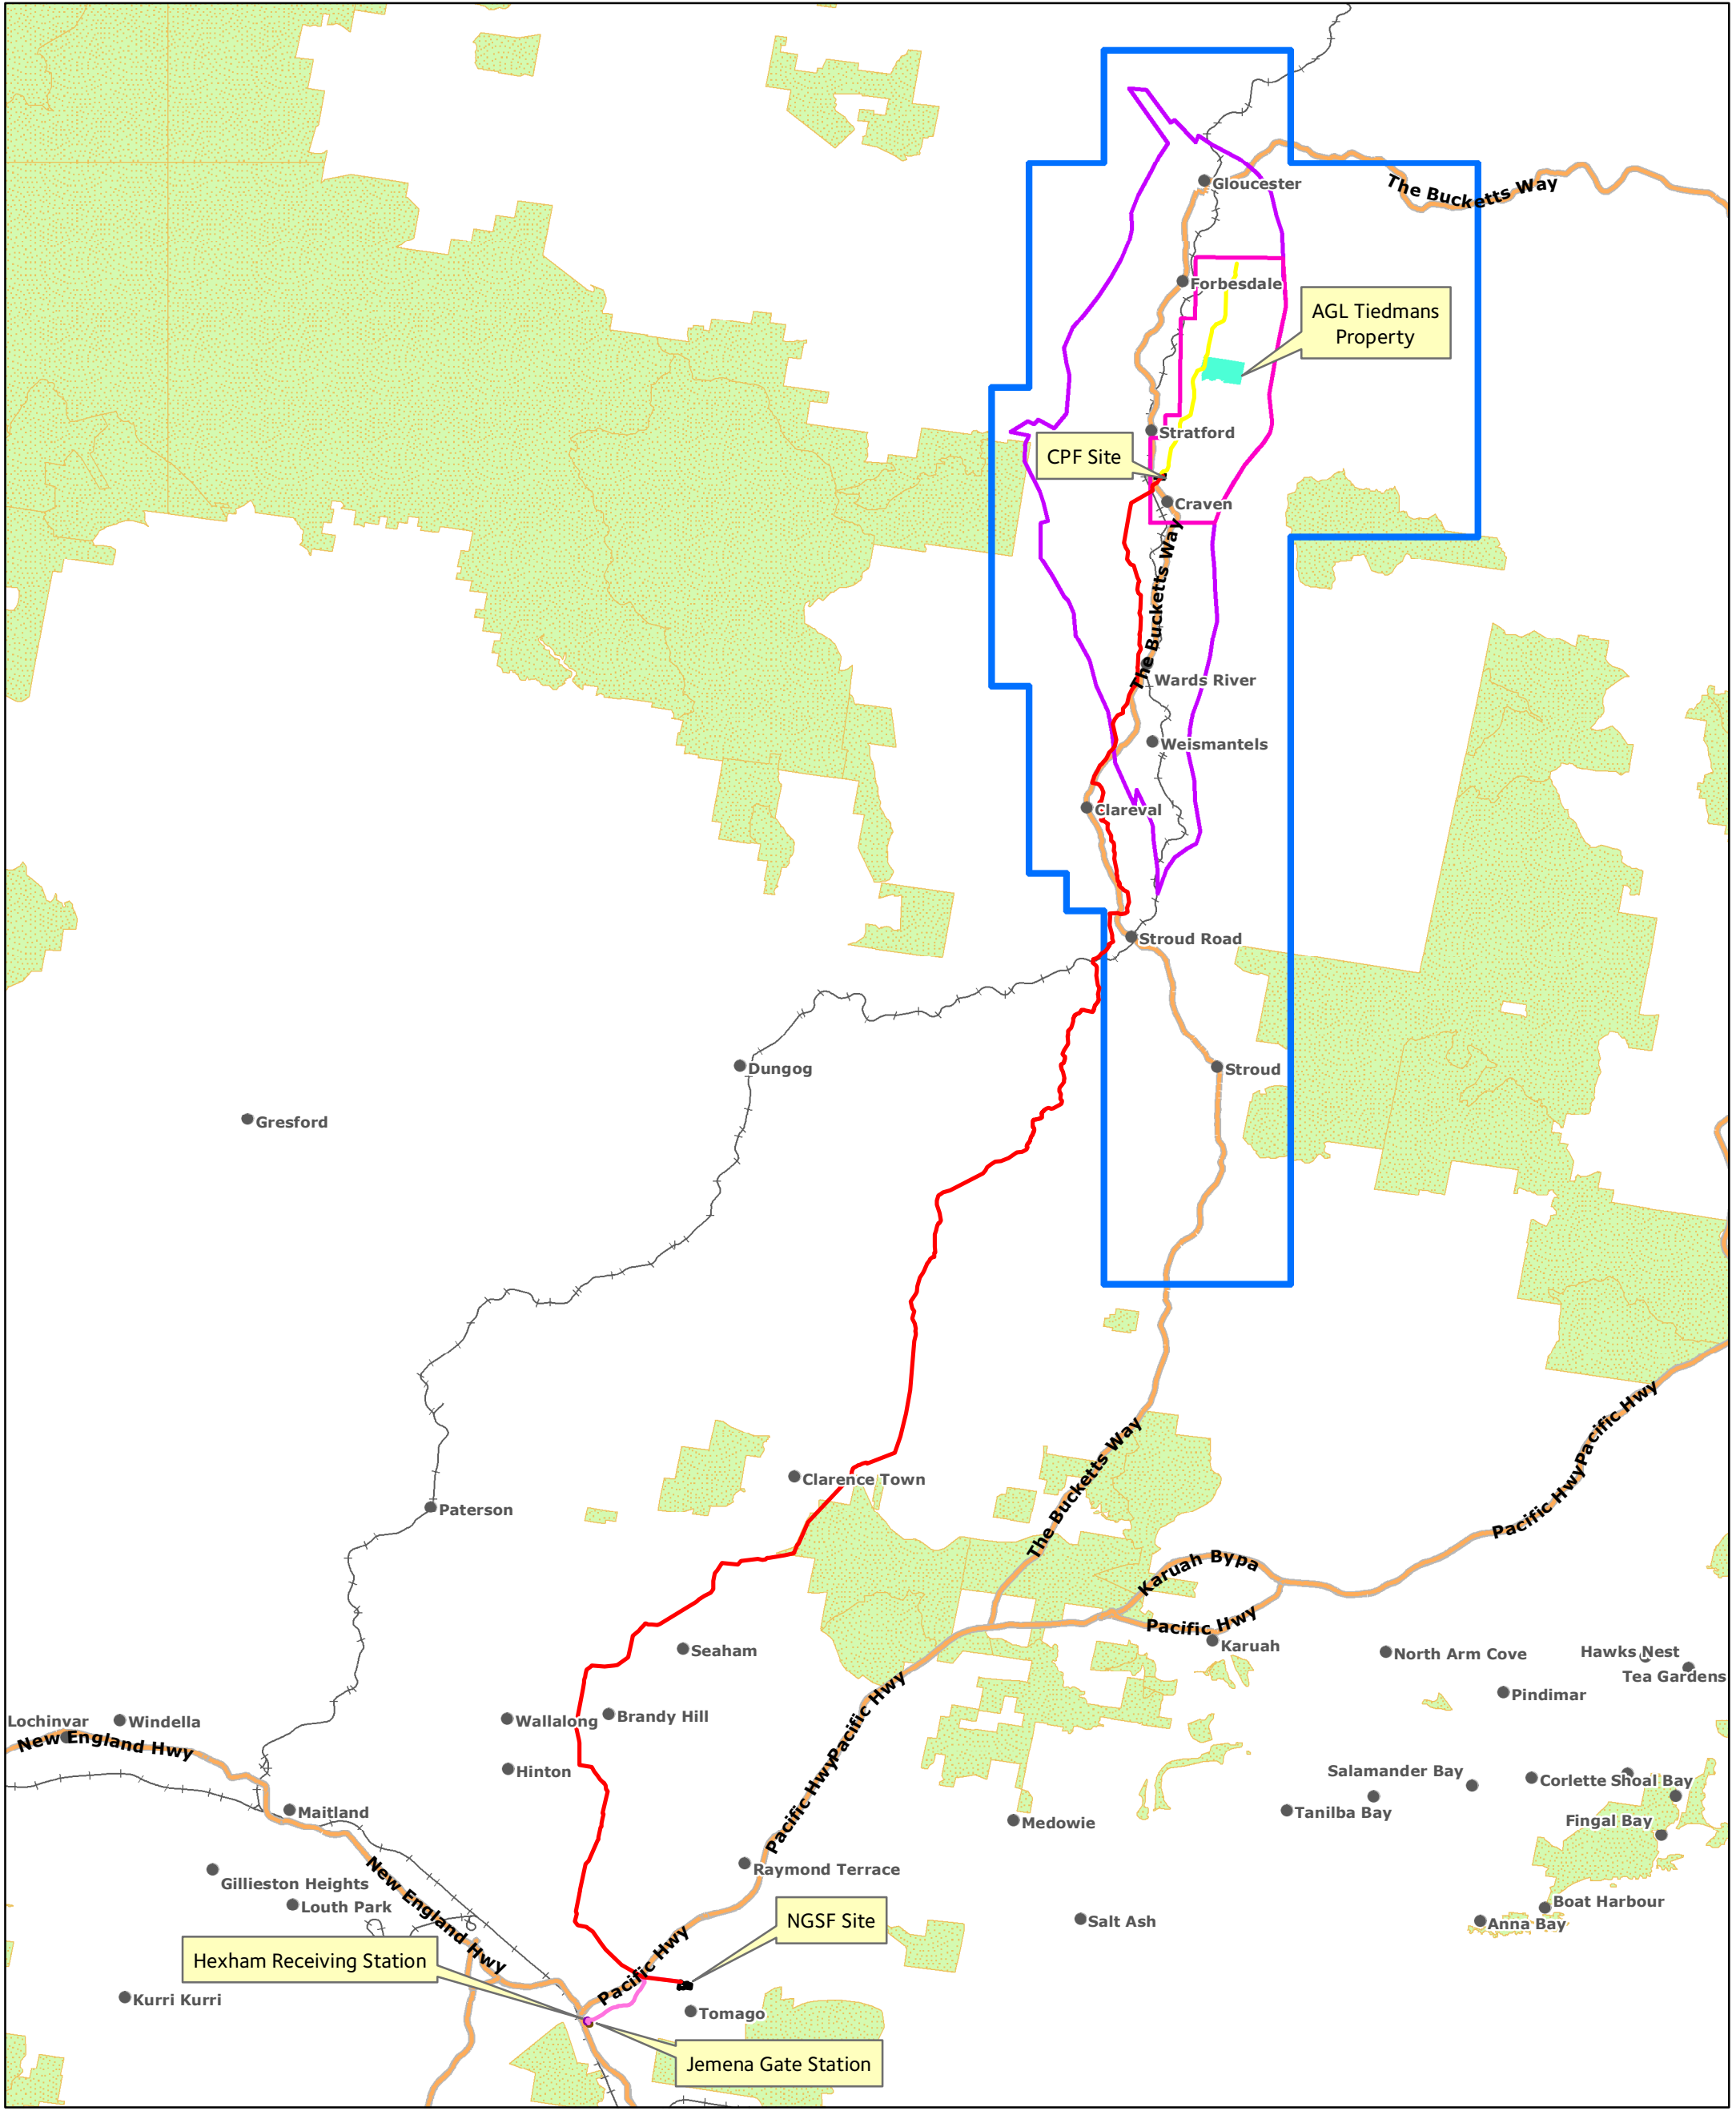 The Bucketts Way
Gloucester
Forbesdale
AGL Tiedmans
Property
Stratford
CPF Site
Craven
The Bucketts Way
Wards River
Weismantels
Clareval
Stroud Road
Dungog
Stroud
Gresford
Pacific Hwy
The Bucketts Way
Clarence Town
Pacific Hwy
Paterson
Karuah Bypa
Pacific Hwy
Karuah
Seaham
North Arm Cove
Hawks Nest
Tea Gardens
Pindimar
Pacific Hwy
Lochinvar
Windella
New England Hwy
Wallalong
Brandy Hill
Hinton
Pacific Hwy
Salamander Bay
Corlette
Shoal Bay
Maitland
Medowie
Tanilba Bay
Fingal Bay
Raymond Terrace
Gillieston Heights
Louth Park
New England Hwy
Boat Harbour
NGSF Site
Salt Ash
Anna Bay
Hexham Receiving Station
Pacific Hwy
Kurri Kurri
Tomago
Jemena Gate Station